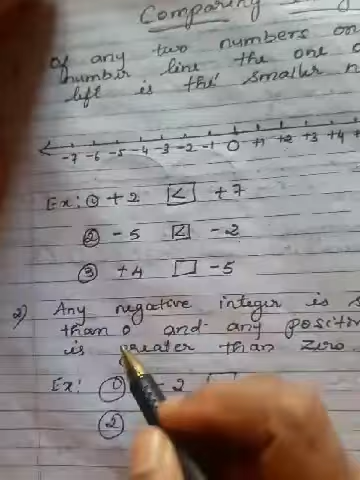 Comparing
Of any two numbers on
number line the one
left is the smaller
-7 -6 -5 -4 -3 -2 -1 0 +1 +2 +3 +4 +5
Ex: ① +2 < +7
② -5 < -2
③ +4 □ -5
2) Any negative integer is
than 0 and any
is greater than zero.
Ex: ① - 2
②